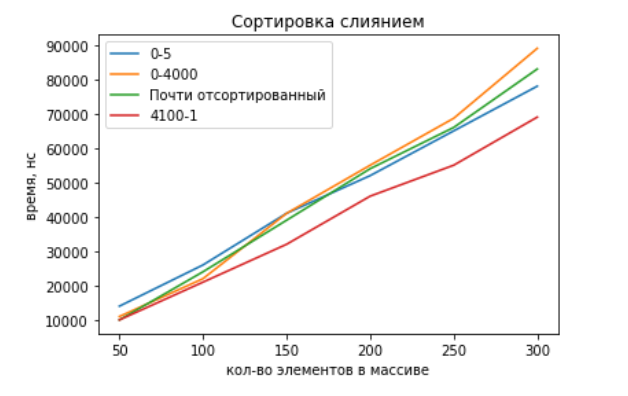 Сортировка слиянием
90000
80000
70000
60000
50000
40000
30000
20000
10000
время, нс
0-5
0-4000
Почти отсортированный
4100-1
50 100 150 200 250 300
кол-во элементов в массиве